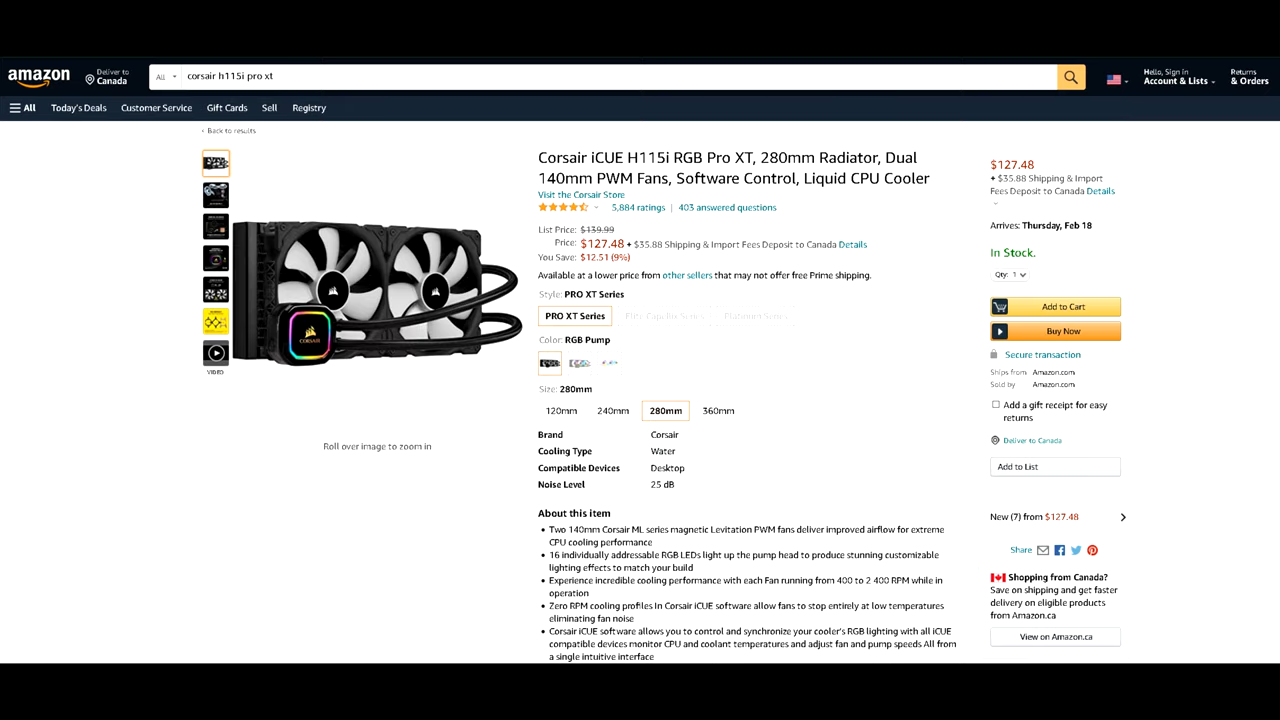 amazon
Deliver to
Canada
All
corsair h115i pro xt
Hello, Sign in
Account & Lists
Returns
& Orders
All
Today's Deals
Customer Service
Gift Cards
Sell
Registry
‹ Back to results
VIDEO
CORSAIR
Roll over image to zoom in
Corsair iCUE H115i RGB Pro XT, 280mm Radiator, Dual
140mm PWM Fans, Software Control, Liquid CPU Cooler
Visit the Corsair Store
5,884 ratings | 403 answered questions
List Price: $139.99
Price: $127.48 + $35.88 Shipping & Import Fees Deposit to Canada Details
You Save: $12.51 (9%)
Available at a lower price from other sellers that may not offer free Prime shipping.
Style: PRO XT Series
PRO XT Series
Elite Capellix Series
Platinum Series
Color: RGB Pump
Size: 280mm
120mm
240mm
280mm
360mm
Brand Corsair
Cooling Type Water
Compatible Devices Desktop
Noise Level 25 dB
About this item
• Two 140mm Corsair ML series magnetic Levitation PWM fans deliver improved airflow for extreme
CPU cooling performance
• 16 individually addressable RGB LEDs light up the pump head to produce stunning customizable
lighting effects to match your build
• Experience incredible cooling performance with each Fan running from 400 to 2 400 RPM while in
operation
• Zero RPM cooling profiles In Corsair iCUE software allow fans to stop entirely at low temperatures
eliminating fan noise
• Corsair iCUE software allows you to control and synchronize your cooler's RGB lighting with all iCUE
compatible devices monitor CPU and coolant temperatures and adjust fan and pump speeds All from
a single intuitive interface
$127.48
+ $35.88 Shipping & Import
Fees Deposit to Canada Details
Arrives: Thursday, Feb 18
In Stock.
Qty: 1
Add to Cart
Buy Now
Secure transaction
Ships from Amazon.com
Sold by Amazon.com
Add a gift receipt for easy
returns
Deliver to Canada
Add to List
New (7) from $127.48
Share
Shopping from Canada?
Save on shipping and get faster
delivery on eligible products
from Amazon.ca
View on Amazon.ca